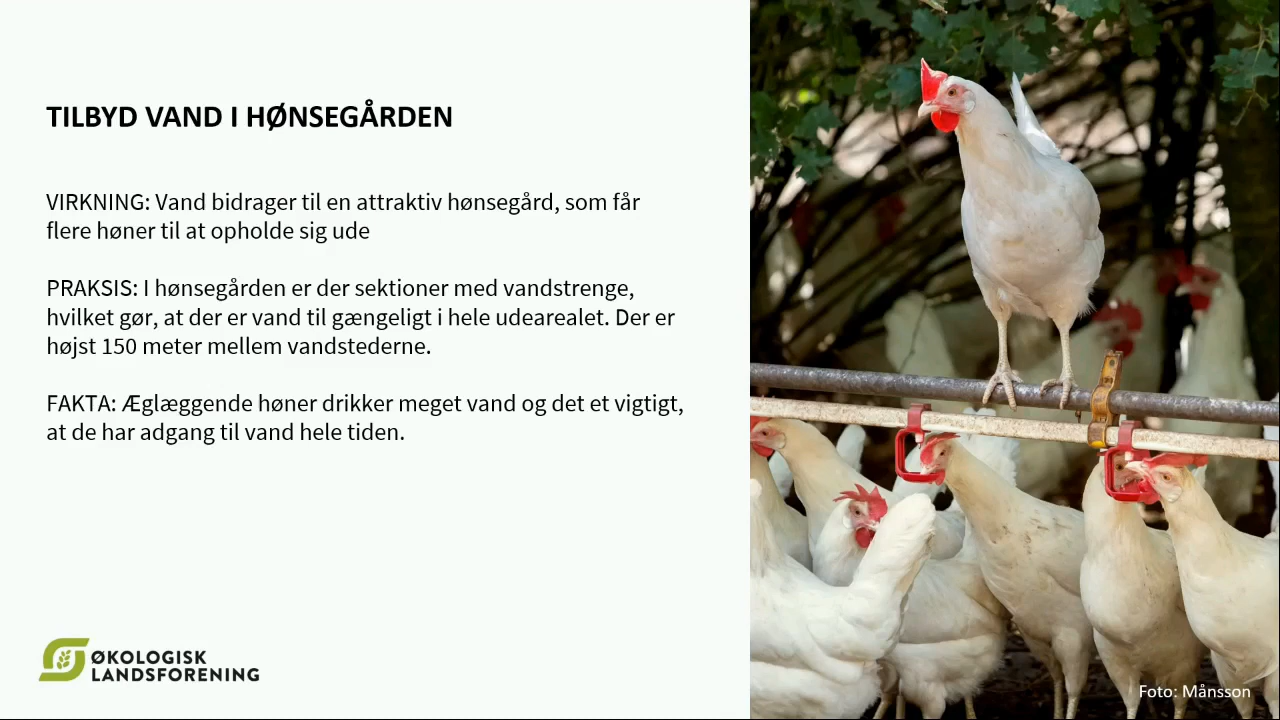 TILBYD VAND I HØNSEGÅRDEN
VIRKNING: Vand bidrager til en attraktiv hønsegård, som får
flere høner til at opholde sig ude
PRAKSIS: I hønsegården er der sektioner med vandstrenge,
hvilket gør, at der er vand til gængeligt i hele udearealet. Der er
højst 150 meter mellem vandstederne.
FAKTA: Æglæggende høner drikker meget vand og det et vigtigt,
at de har adgang til vand hele tiden.
ØKOLOGISK
LANDSFORENING
Foto: Månsson